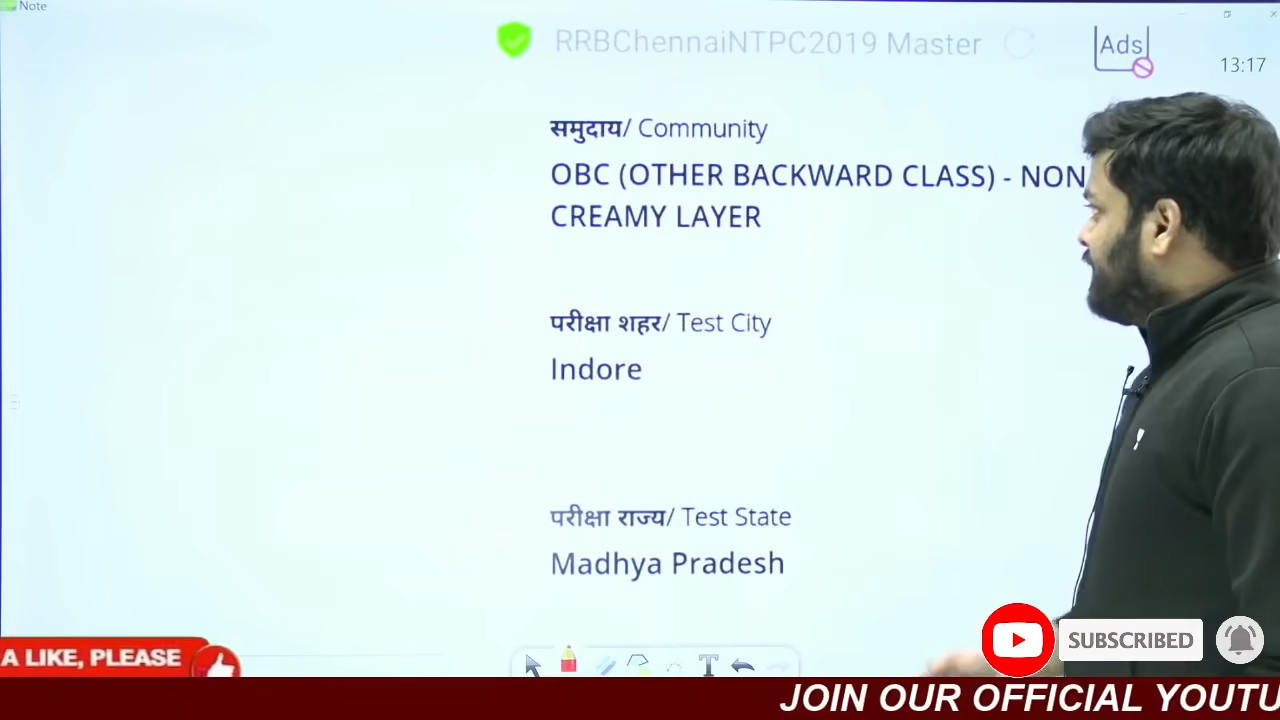 Note
RRBChennaiNTPC2019 Master
Ads
13:17
समुदाय/ Community
OBC (OTHER BACKWARD CLASS) - NON
CREAMY LAYER
परीक्षा शहर/ Test City
Indore
परीक्षा राज्य/ Test State
Madhya Pradesh
A LIKE, PLEASE
SUBSCRIBED
JOIN OUR OFFICIAL YOUTU